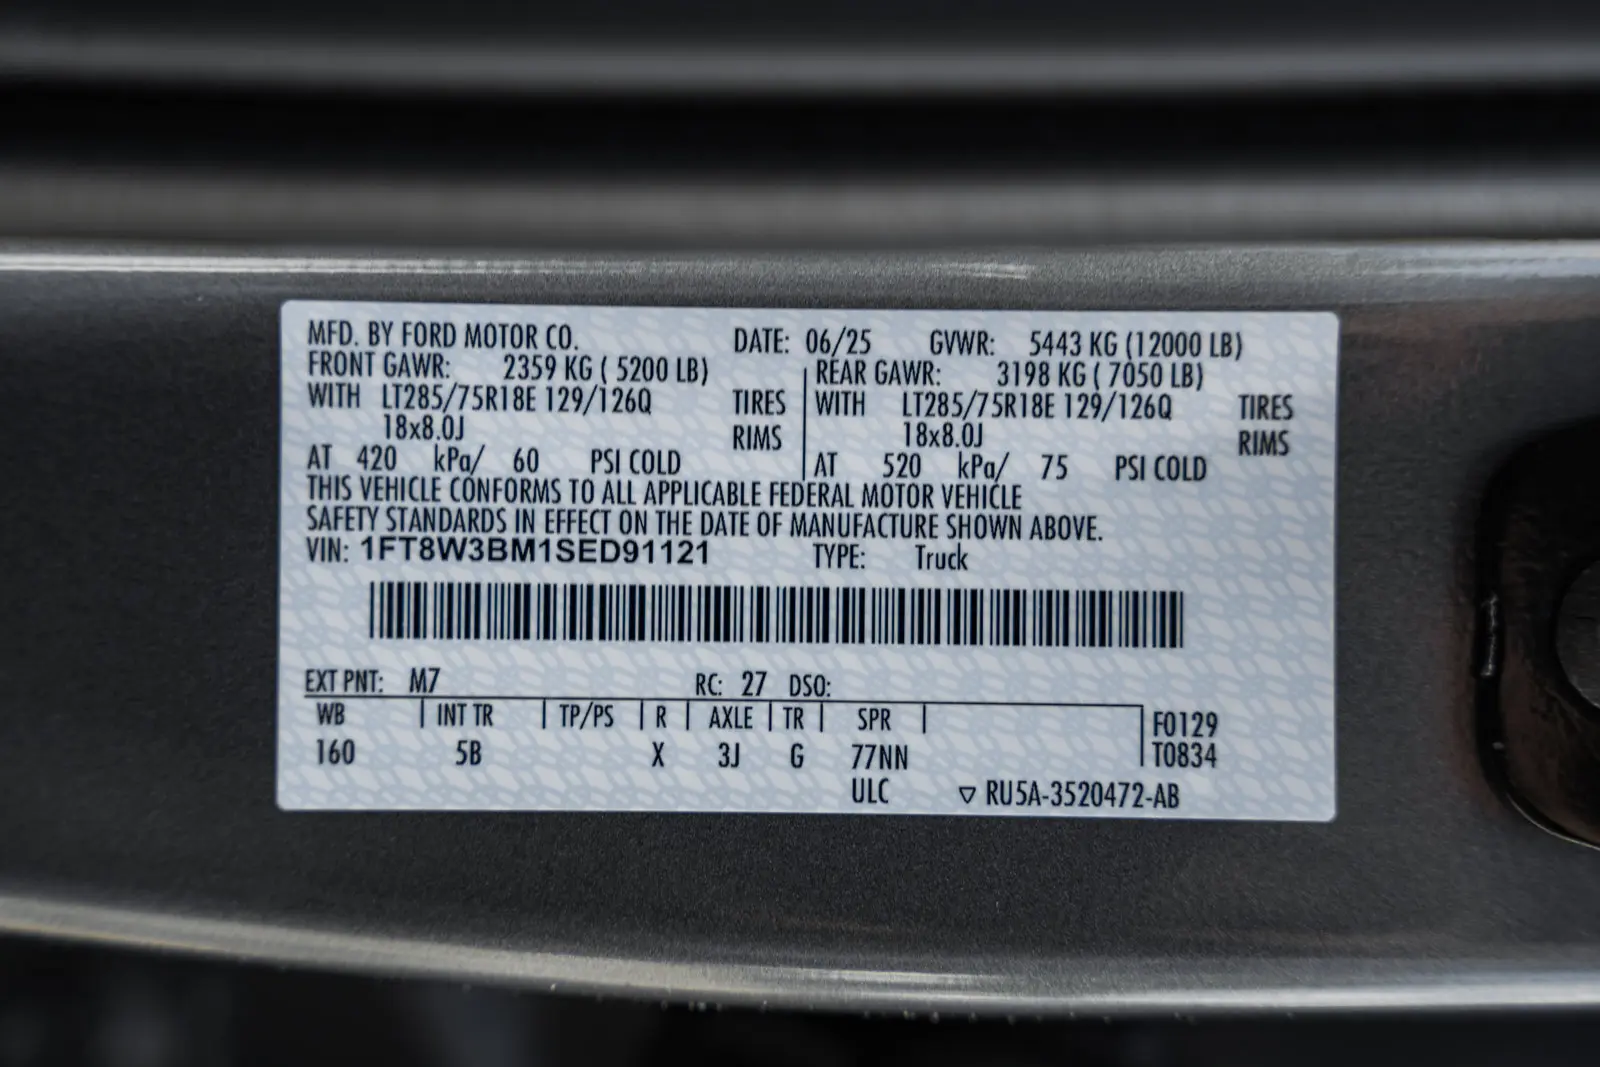 MFD. BY FORD MOTOR CO. DATE: 06/25 GVWR: 5443 KG (12000 LB)
FRONT GAWR: 2359 KG ( 5200 LB) REAR GAWR: 3198 KG ( 7050 LB)
WITH LT285/75R18E 129/126Q TIRES WITH LT285/75R18E 129/126Q TIRES
18x8.0J RIMS 18x8.0J RIMS
AT 420 kPa/ 60 PSI COLD AT 520 kPa/ 75 PSI COLD
THIS VEHICLE CONFORMS TO ALL APPLICABLE FEDERAL MOTOR VEHICLE
SAFETY STANDARDS IN EFFECT ON THE DATE OF MANUFACTURE SHOWN ABOVE.
VIN: 1FT8W3BM1SED91121 TYPE: Truck
EXT PNT: M7 RC: 27 DSO:
WB INT TR TP/PS R AXLE TR SPR F0129
160 5B X 3J G 77NN T0834
ULC ▽ RU5A-3520472-AB